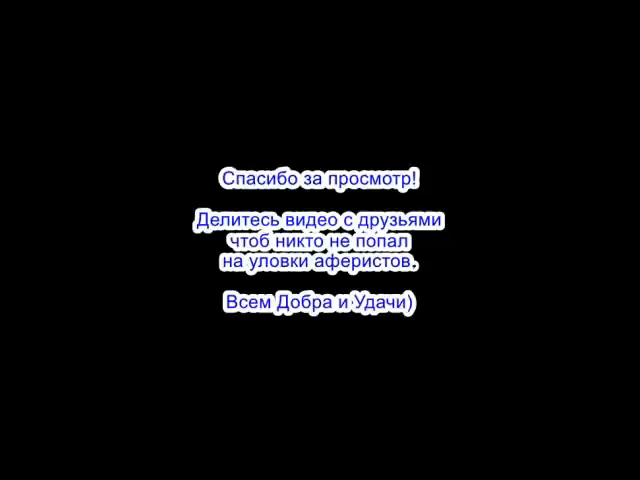 Спасибо за просмотр!
Делитесь видео с друзьями
чтоб никто не попал
на уловки аферистов.
Всем Добра и Удачи)